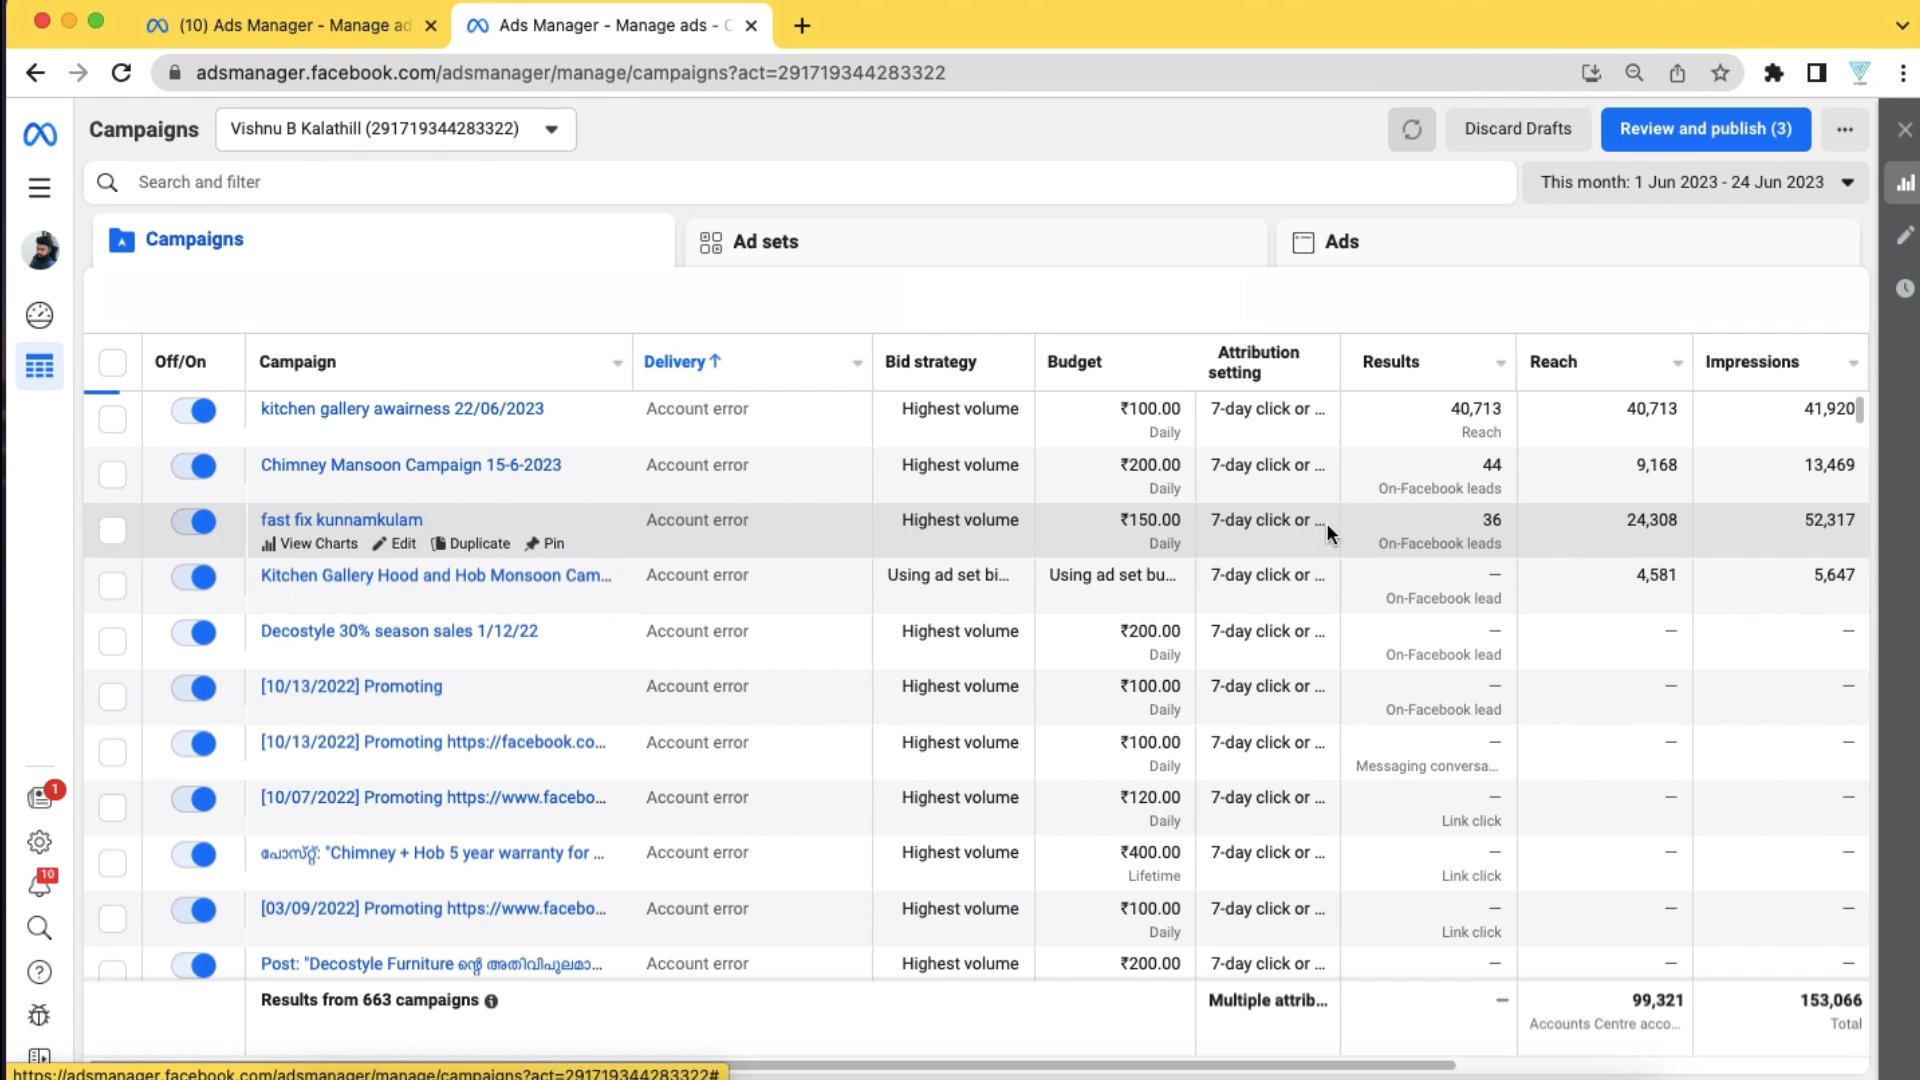 (10) Ads Manager - Manage ad
Ads Manager - Manage ads - C
adsmanager.facebook.com/adsmanager/manage/campaigns?act=291719344283322
Campaigns
Vishnu B Kalathill (291719344283322)
Discard Drafts
Review and publish (3)
Search and filter
This month: 1 Jun 2023 - 24 Jun 2023
Campaigns
Ad sets
Ads
Off/On Campaign Delivery ↑ Bid strategy Budget Attribution setting Results Reach Impressions
kitchen gallery awairness 22/06/2023 Account error Highest volume ₹100.00 7-day click or ... 40,713 40,713 41,920
Daily Reach
Chimney Mansoon Campaign 15-6-2023 Account error Highest volume ₹200.00 7-day click or ... 44 9,168 13,469
Daily On-Facebook leads
fast fix kunnamkulam Account error Highest volume ₹150.00 7-day click or ... 36 24,308 52,317
View Charts Edit Duplicate Pin Daily On-Facebook leads
Kitchen Gallery Hood and Hob Monsoon Cam... Account error Using ad set bi... Using ad set bu... 7-day click or ... — 4,581 5,647
On-Facebook lead
Decostyle 30% season sales 1/12/22 Account error Highest volume ₹200.00 7-day click or ... — — —
Daily On-Facebook lead
[10/13/2022] Promoting Account error Highest volume ₹100.00 7-day click or ... — — —
Daily On-Facebook lead
[10/13/2022] Promoting https://facebook.co... Account error Highest volume ₹100.00 7-day click or ... — — —
Daily Messaging conversa...
[10/07/2022] Promoting https://www.facebo... Account error Highest volume ₹120.00 7-day click or ... — — —
Daily Link click
പോസ്റ്റ്: "Chimney + Hob 5 year warranty for ... Account error Highest volume ₹400.00 7-day click or ... — — —
Lifetime Link click
[03/09/2022] Promoting https://www.facebo... Account error Highest volume ₹100.00 7-day click or ... — — —
Daily Link click
Post: "Decostyle Furniture ന്റെ അതിവിപുലമാ... Account error Highest volume ₹200.00 7-day click or ... — — —
Results from 663 campaigns Multiple attrib... — 99,321 153,066
Accounts Centre acco... Total
1
10
https://adsmanager.facebook.com/adsmanager/manage/campaigns?act=291719344283322#